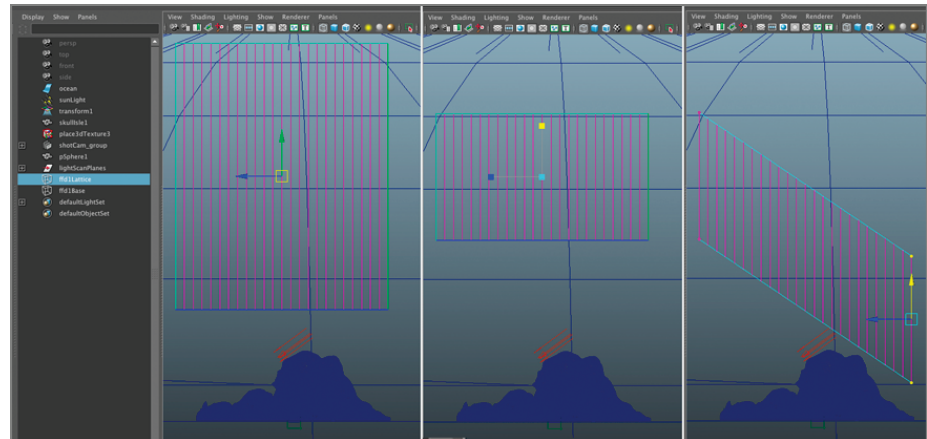 Display Show Panels
persp
top
front
side
ocean
sunLight
transform1
skullIsle1
place3dTexture3
shotCam_group
pSphere1
lightScanPlanes
ffd1Lattice
ffd1Base
defaultLightSet
defaultObjectSet
View Shading Lighting Show Renderer Panels
View Shading Lighting Show Renderer Panels
View Shading Lighting Show Renderer Panels